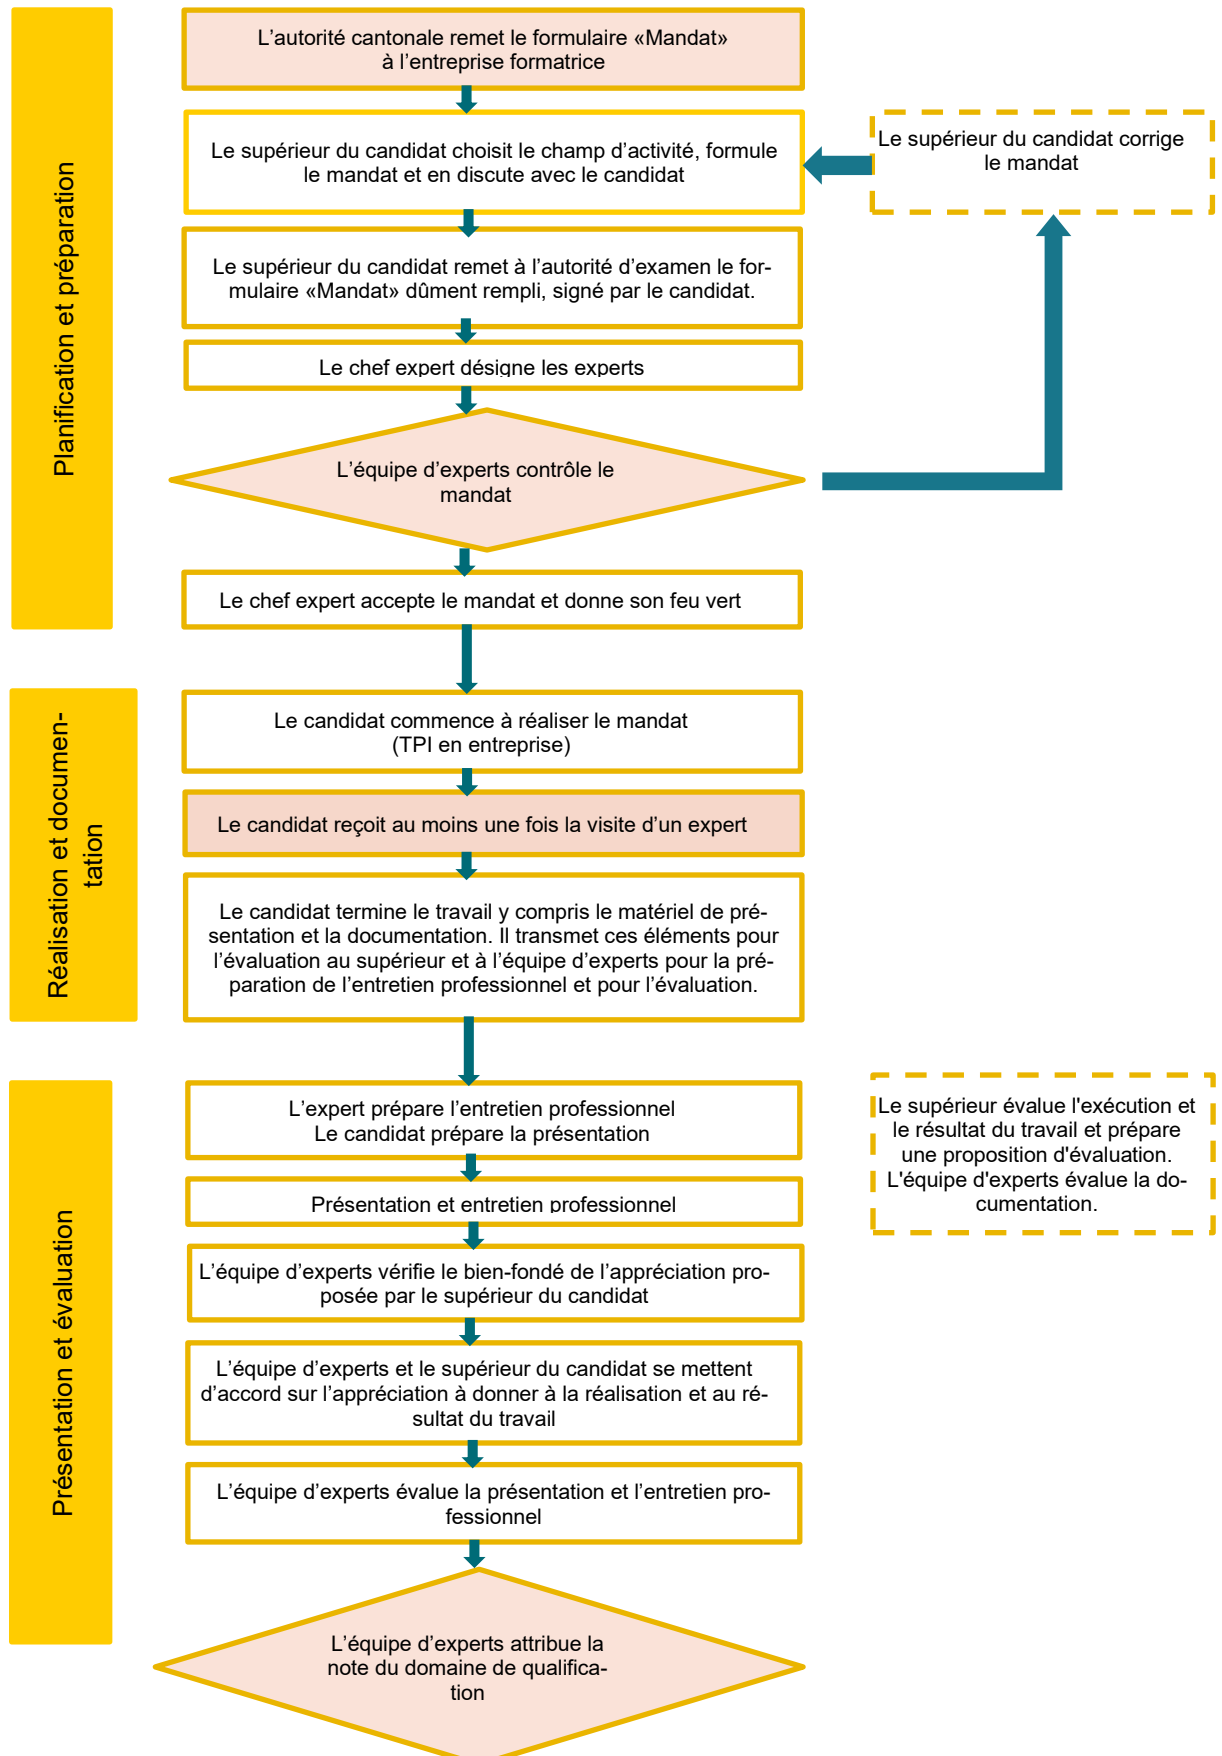 Planification et préparation
L’autorité cantonale remet le formulaire «Mandat»
à l’entreprise formatrice
Le supérieur du candidat choisit le champ d’activité, formule
le mandat et en discute avec le candidat
Le supérieur du candidat corrige
le mandat
Le supérieur du candidat remet à l’autorité d’examen le for-
mulaire «Mandat» dûment rempli, signé par le candidat.
Le chef expert désigne les experts
L’équipe d’experts contrôle le
mandat
Le chef expert accepte le mandat et donne son feu vert
Réalisation et documen-
tation
Le candidat commence à réaliser le mandat
(TPI en entreprise)
Le candidat reçoit au moins une fois la visite d’un expert
Le candidat termine le travail y compris le matériel de pré-
sentation et la documentation. Il transmet ces éléments pour
l’évaluation au supérieur et à l’équipe d’experts pour la pré-
paration de l’entretien professionnel et pour l’évaluation.
Présentation et évaluation
L’expert prépare l’entretien professionnel
Le candidat prépare la présentation
Le supérieur évalue l'exécution et
le résultat du travail et prépare
une proposition d'évaluation.
L'équipe d'experts évalue la do-
cumentation.
Présentation et entretien professionnel
L’équipe d’experts vérifie le bien-fondé de l’appréciation pro-
posée par le supérieur du candidat
L’équipe d’experts et le supérieur du candidat se mettent
d’accord sur l’appréciation à donner à la réalisation et au ré-
sultat du travail
L’équipe d’experts évalue la présentation et l’entretien pro-
fessionnel
L’équipe d’experts attribue la
note du domaine de qualifica-
tion